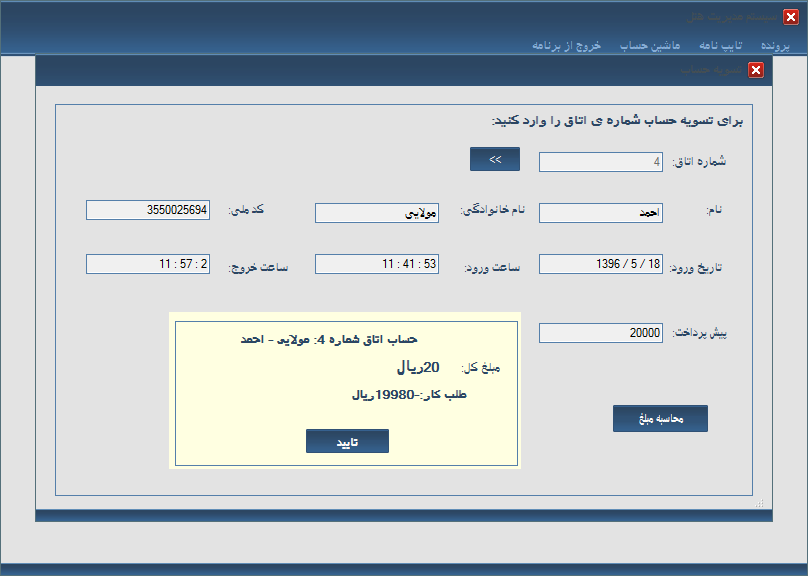 سیستم مدیریت هتل
پرونده تایپ نامه ماشین حساب خروج از برنامه
تسویه حساب
برای تسویه حساب شماره ی اتاق را وارد کنید:
شماره اتاق: 4 >>
نام: احمد نام خانوادگی: مولایی کد ملی: 3550025694
تاریخ ورود: 1396 / 5 / 18 ساعت ورود: 11 : 41 : 53 ساعت خروج: 11 : 57 : 2
پیش پرداخت: 20000
حساب اتاق شماره 4: مولایی - احمد
مبلغ کل: 20ریال
طلب کار:-19980ریال
محاسبه مبلغ
تایید